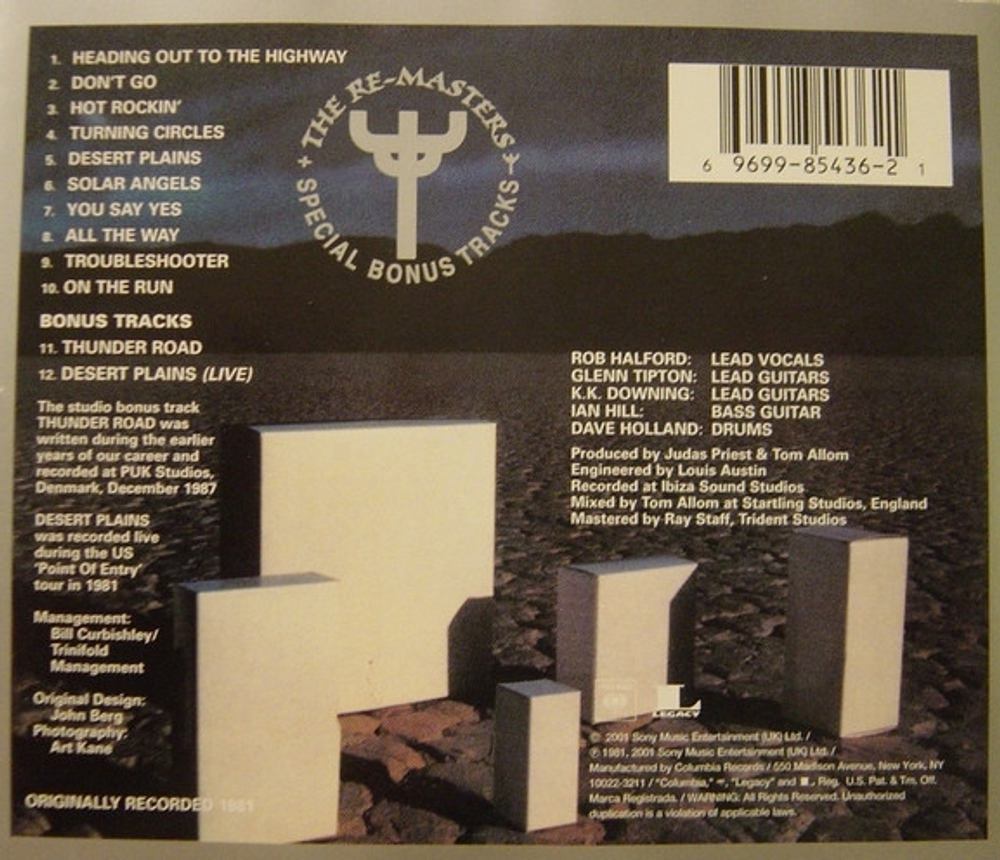 1. HEADING OUT TO THE HIGHWAY
2. DON'T GO
3. HOT ROCKIN'
4. TURNING CIRCLES
5. DESERT PLAINS
6. SOLAR ANGELS
7. YOU SAY YES
8. ALL THE WAY
9. TROUBLESHOOTER
10. ON THE RUN
BONUS TRACKS
11. THUNDER ROAD
12. DESERT PLAINS (LIVE)
The studio bonus track
THUNDER ROAD was
written during the earlier
years of our career and
recorded at PUK Studios,
Denmark, December 1987
DESERT PLAINS
was recorded live
during the US
'Point Of Entry'
tour in 1981
Management:
Bill Curbishley/
Trinifold
Management
Original Design:
John Berg
Photography:
Art Kane
ORIGINALLY RECORDED 1981
THE RE-MASTERS
SPECIAL BONUS TRACKS
6 9699-85436-2 1
ROB HALFORD: LEAD VOCALS
GLENN TIPTON: LEAD GUITARS
K.K. DOWNING: LEAD GUITARS
IAN HILL: BASS GUITAR
DAVE HOLLAND: DRUMS
Produced by Judas Priest & Tom Allom
Engineered by Louis Austin
Recorded at Ibiza Sound Studios
Mixed by Tom Allom at Startling Studios, England
Mastered by Ray Staff, Trident Studios
L
LEGACY
© 2001 Sony Music Entertainment (UK) Ltd. /
℗ 1981, 2001 Sony Music Entertainment (UK) Ltd. /
Manufactured by Columbia Records / 550 Madison Avenue, New York, NY
10022-3211 / "Columbia," , "Legacy" and L, Reg. U.S. Pat. & Tm. Off.
Marca Registrada. / WARNING: All Rights Reserved. Unauthorized
duplication is a violation of applicable laws.